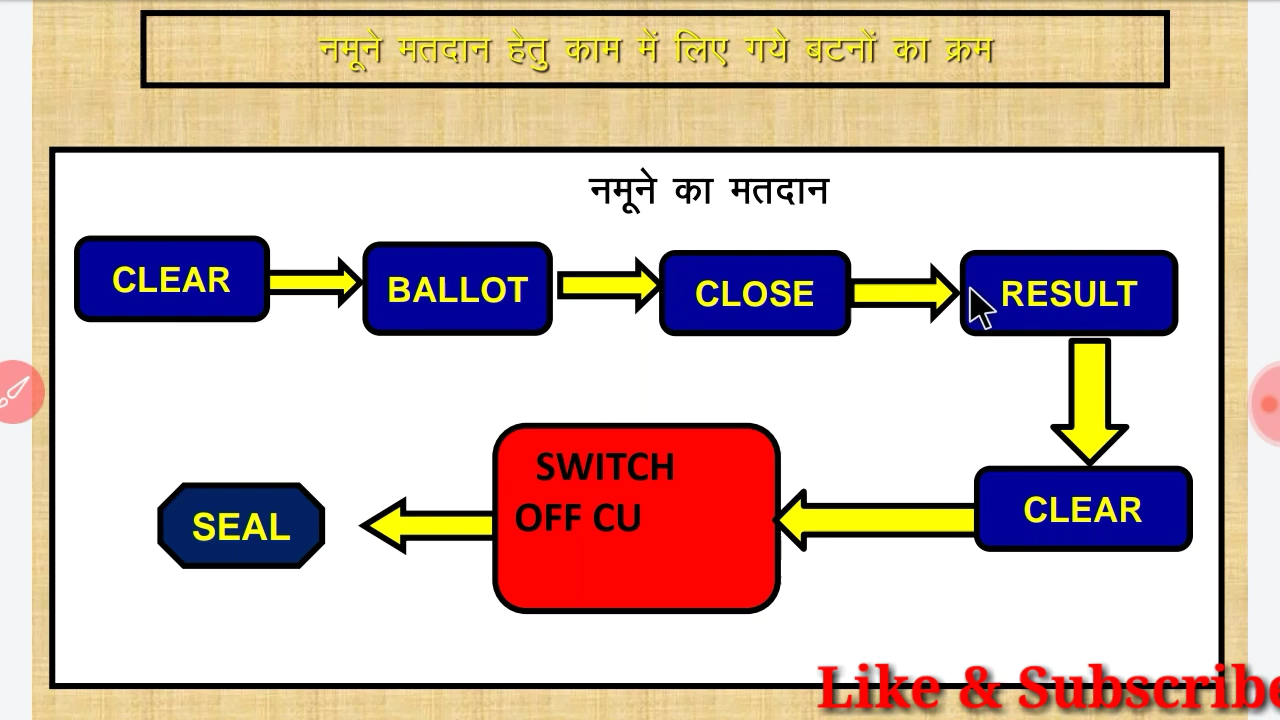 नमूने मतदान हेतु काम में लिए गये बटनों का क्रम
नमूने का मतदान
CLEAR
BALLOT
CLOSE
RESULT
CLEAR
SWITCH
OFF CU
SEAL
Like & Subscribe